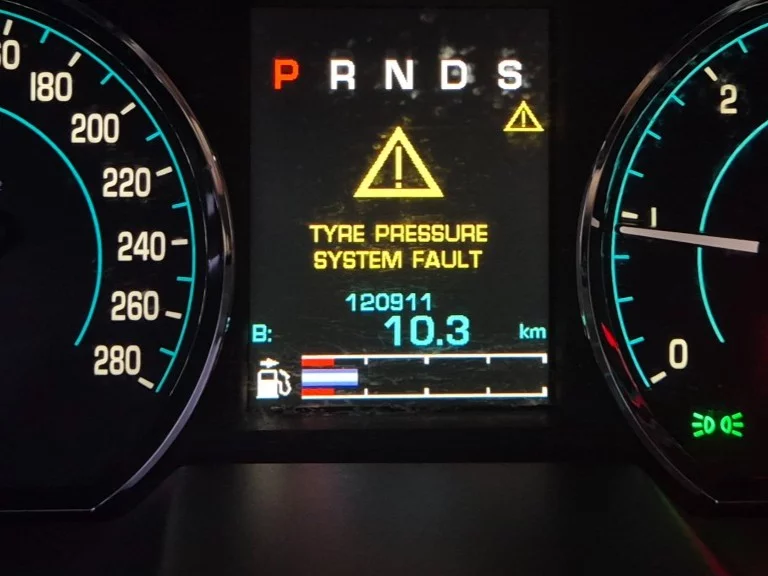 180
200
220
240
260
280
P R N D S
TYRE PRESSURE
SYSTEM FAULT
120911
B: 10.3 km
2
1
0